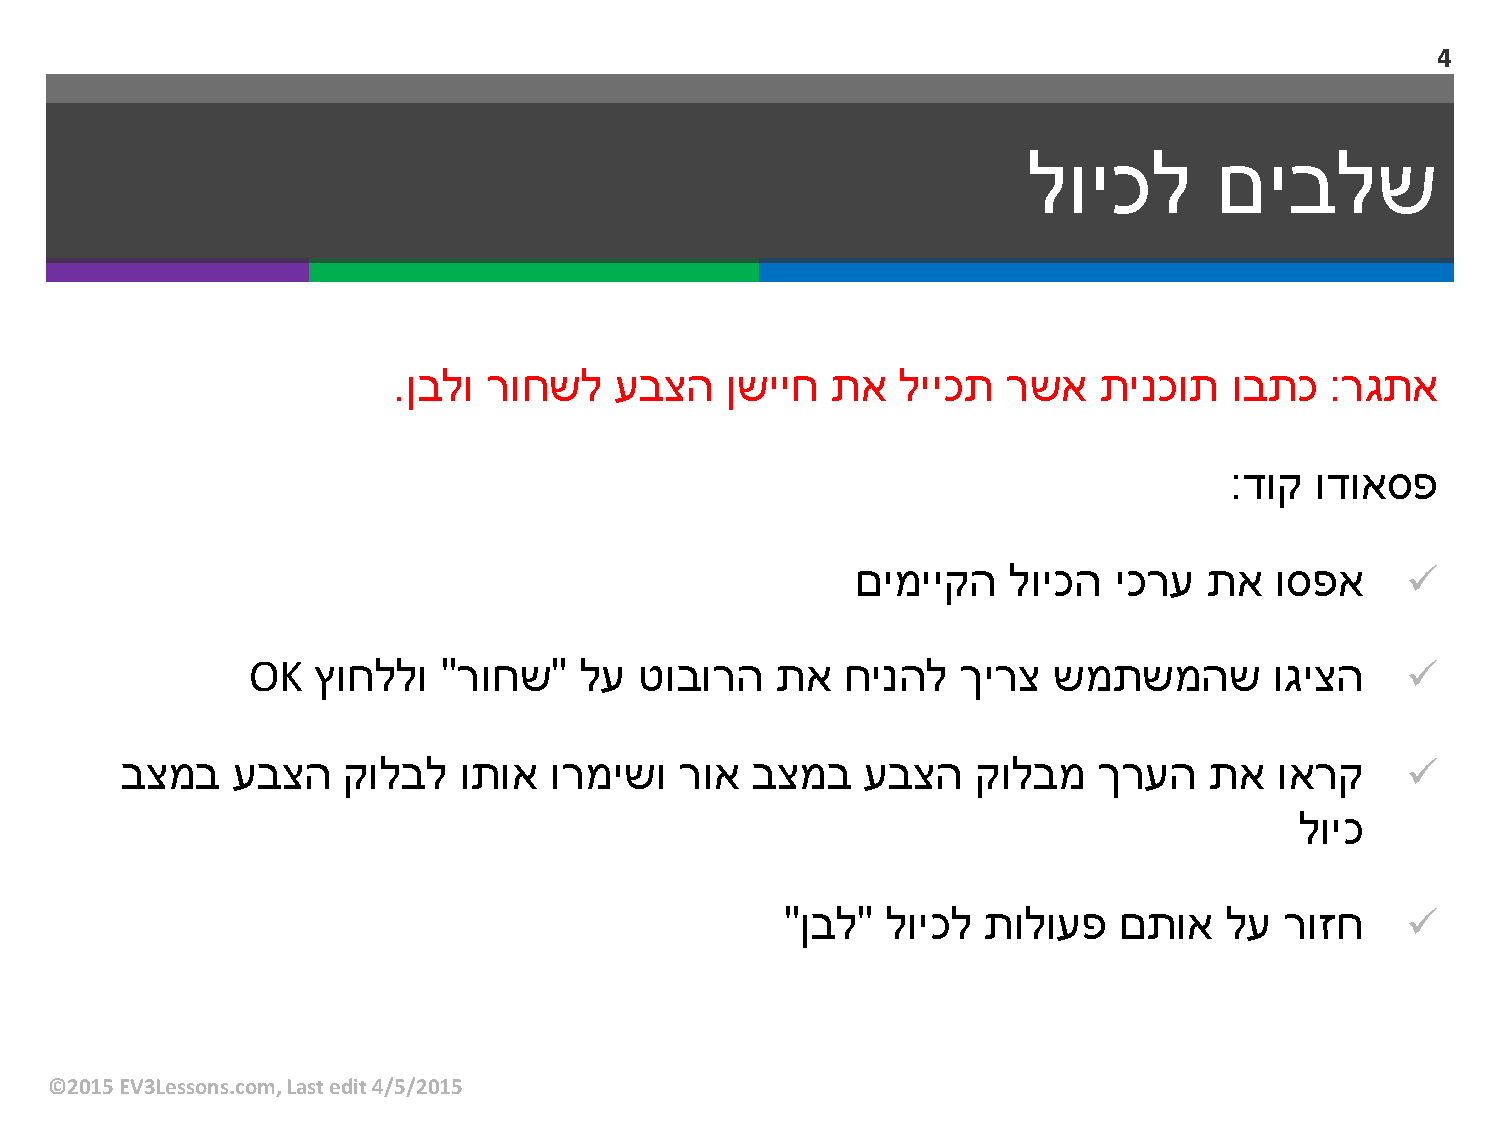 4
שלבים לכיול
אתגר: כתבו תוכנית אשר תכייל את חיישן הצבע לשחור ולבן.
פסאודו קוד:
✓ אפסו את ערכי הכיול הקיימים
✓ הציגו שהמשתמש צריך להניח את הרובוט על "שחור" וללחוץ OK
✓ קראו את הערך מבלוק הצבע במצב אור ושימרו אותו לבלוק הצבע במצב
כיול
✓ חזור על אותם פעולות לכיול "לבן"
©2015 EV3Lessons.com, Last edit 4/5/2015